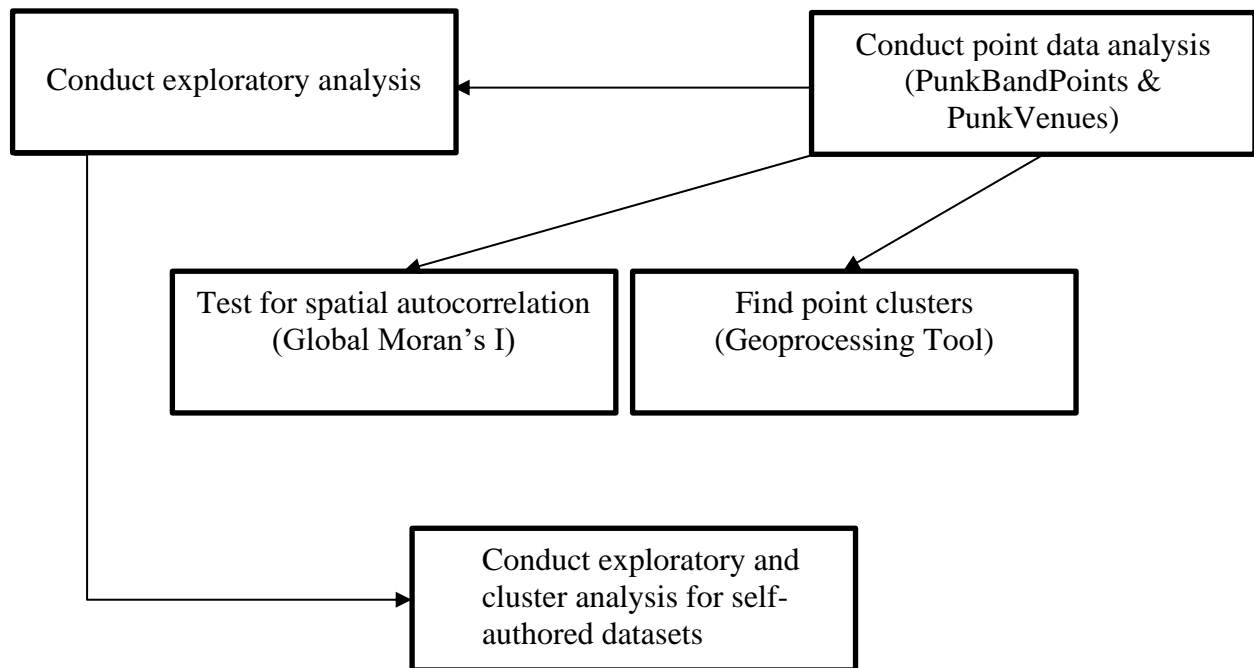 Conduct exploratory analysis
Conduct point data analysis
(PunkBandPoints &
PunkVenues)
Test for spatial autocorrelation
(Global Moran’s I)
Find point clusters
(Geoprocessing Tool)
Conduct exploratory and
cluster analysis for self-
authored datasets